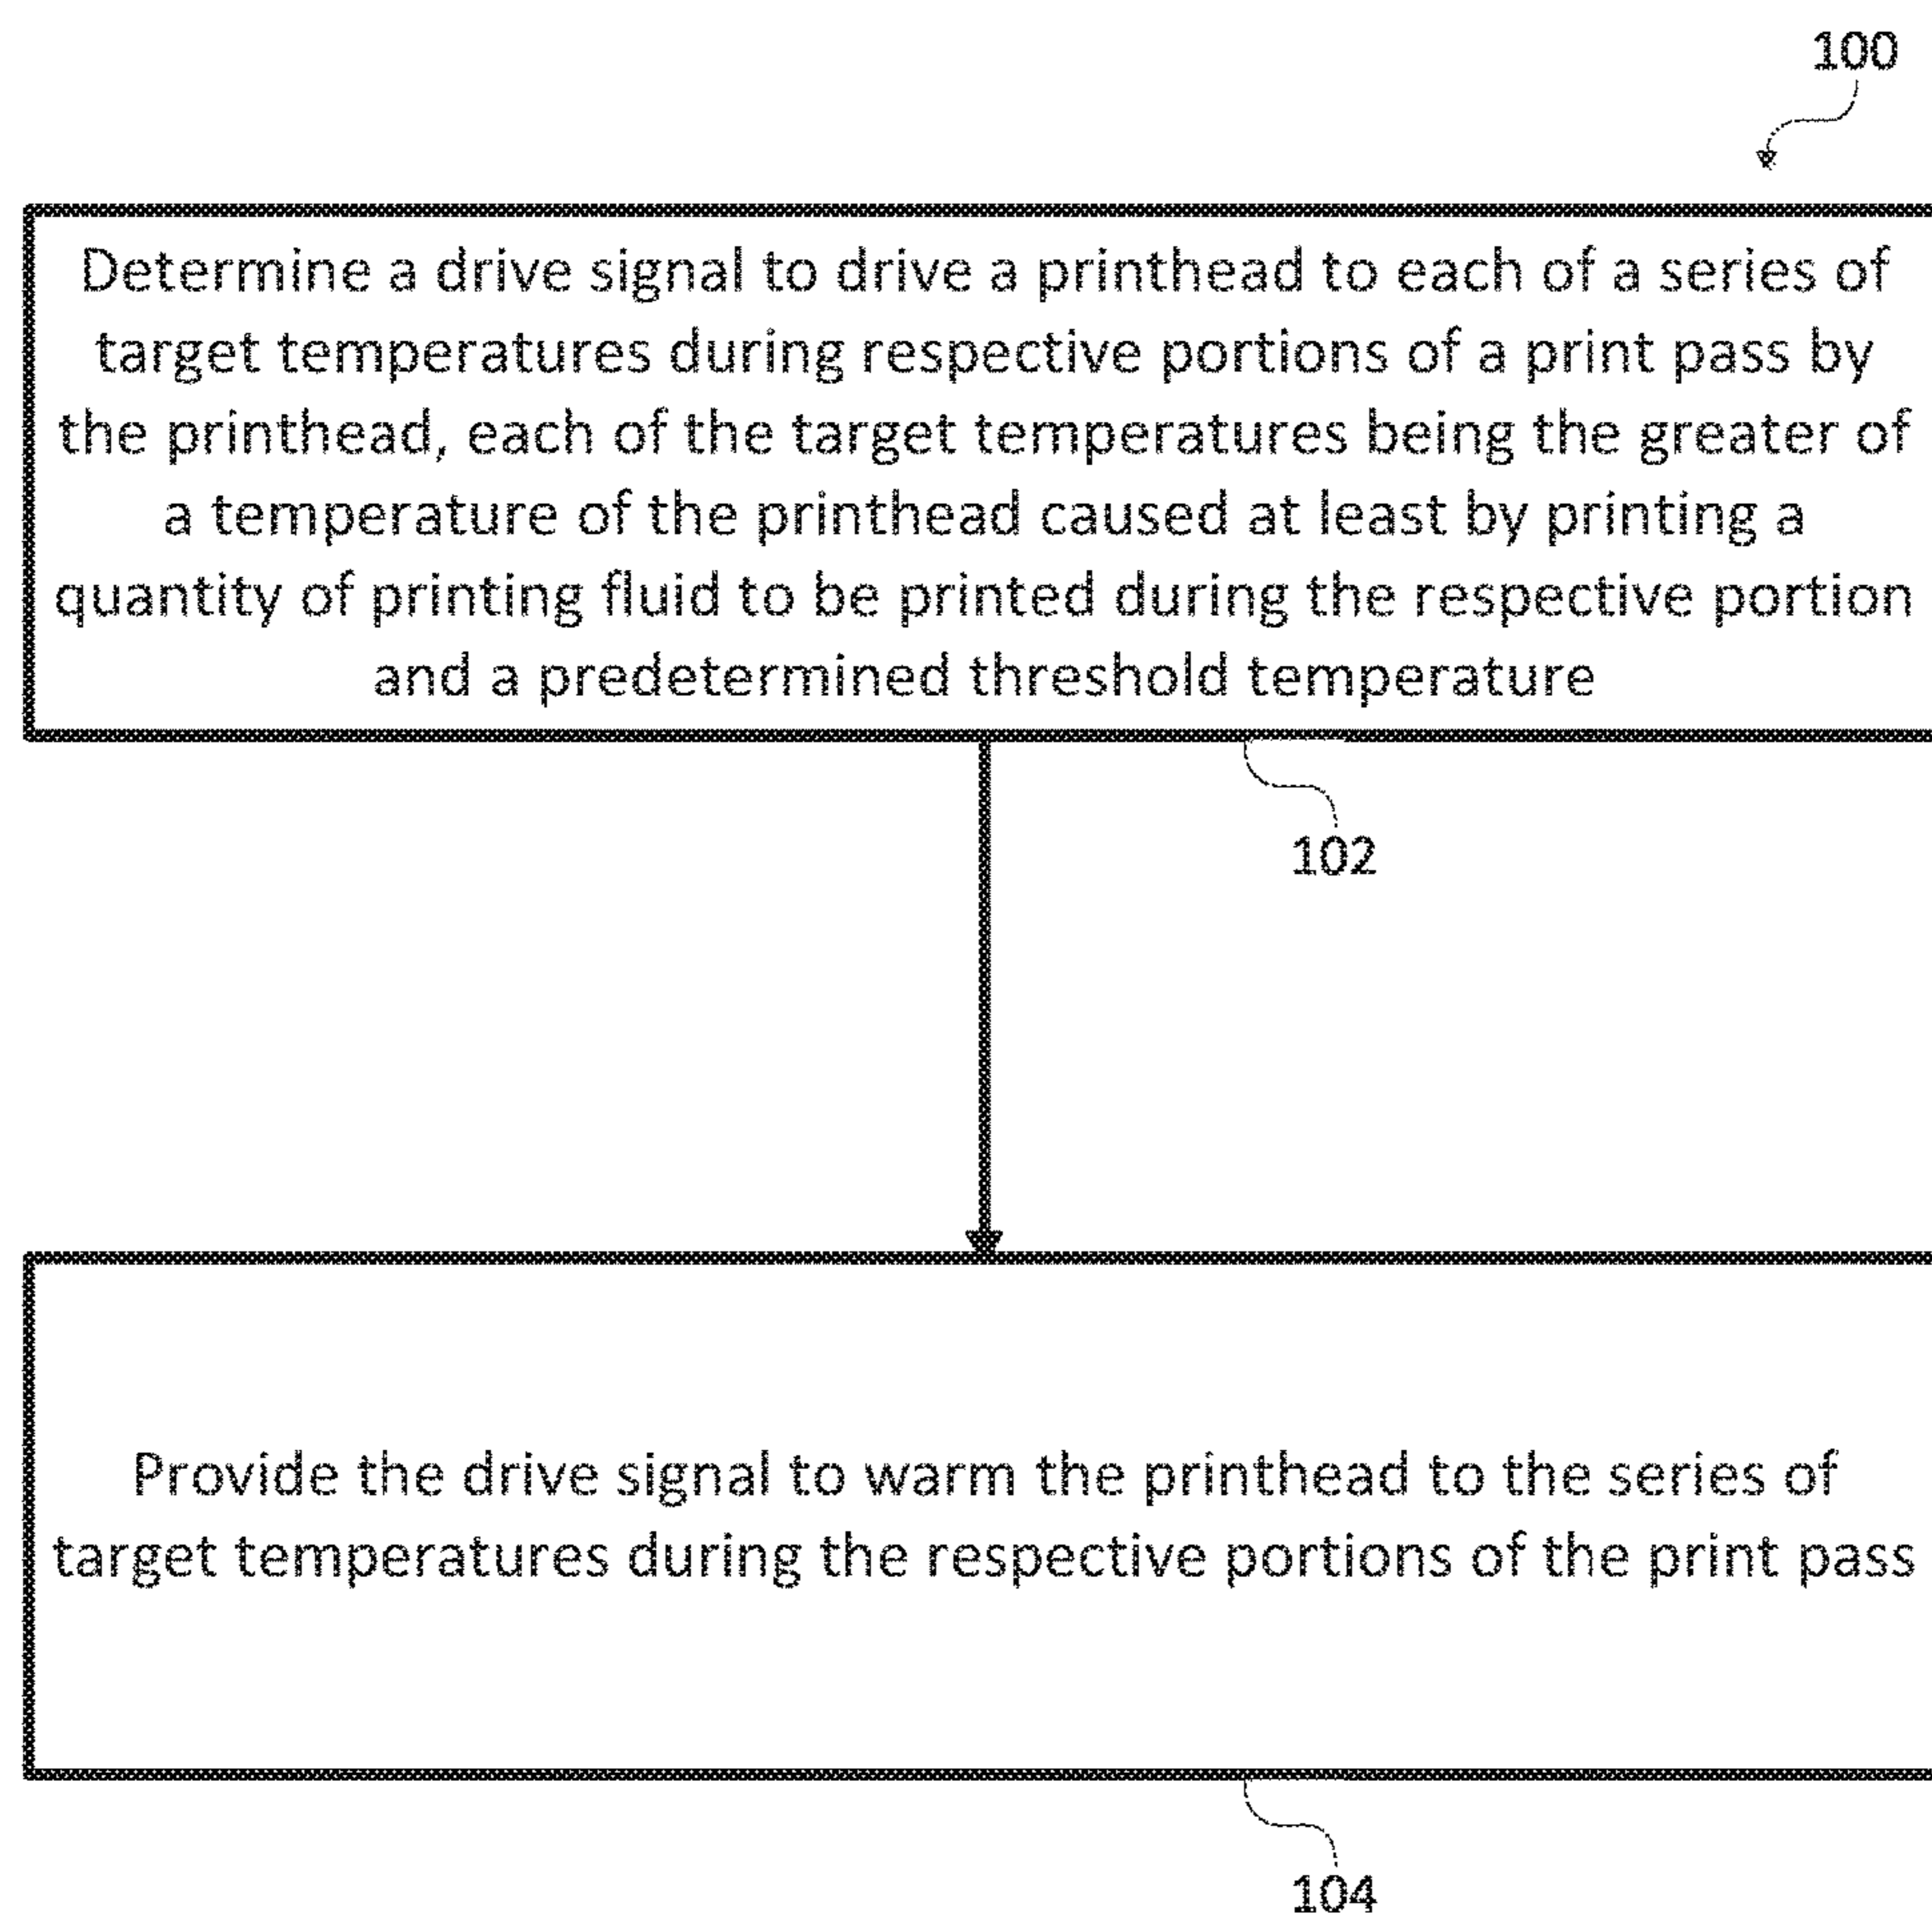 100
Determine a drive signal to drive a printhead to each of a series of
target temperatures during respective portions of a print pass by
the printhead, each of the target temperatures being the greater of
a temperature of the printhead caused at least by printing a
quantity of printing fluid to be printed during the respective portion
and a predetermined threshold temperature
102
Provide the drive signal to warm the printhead to the series of
target temperatures during the respective portions of the print pass
104